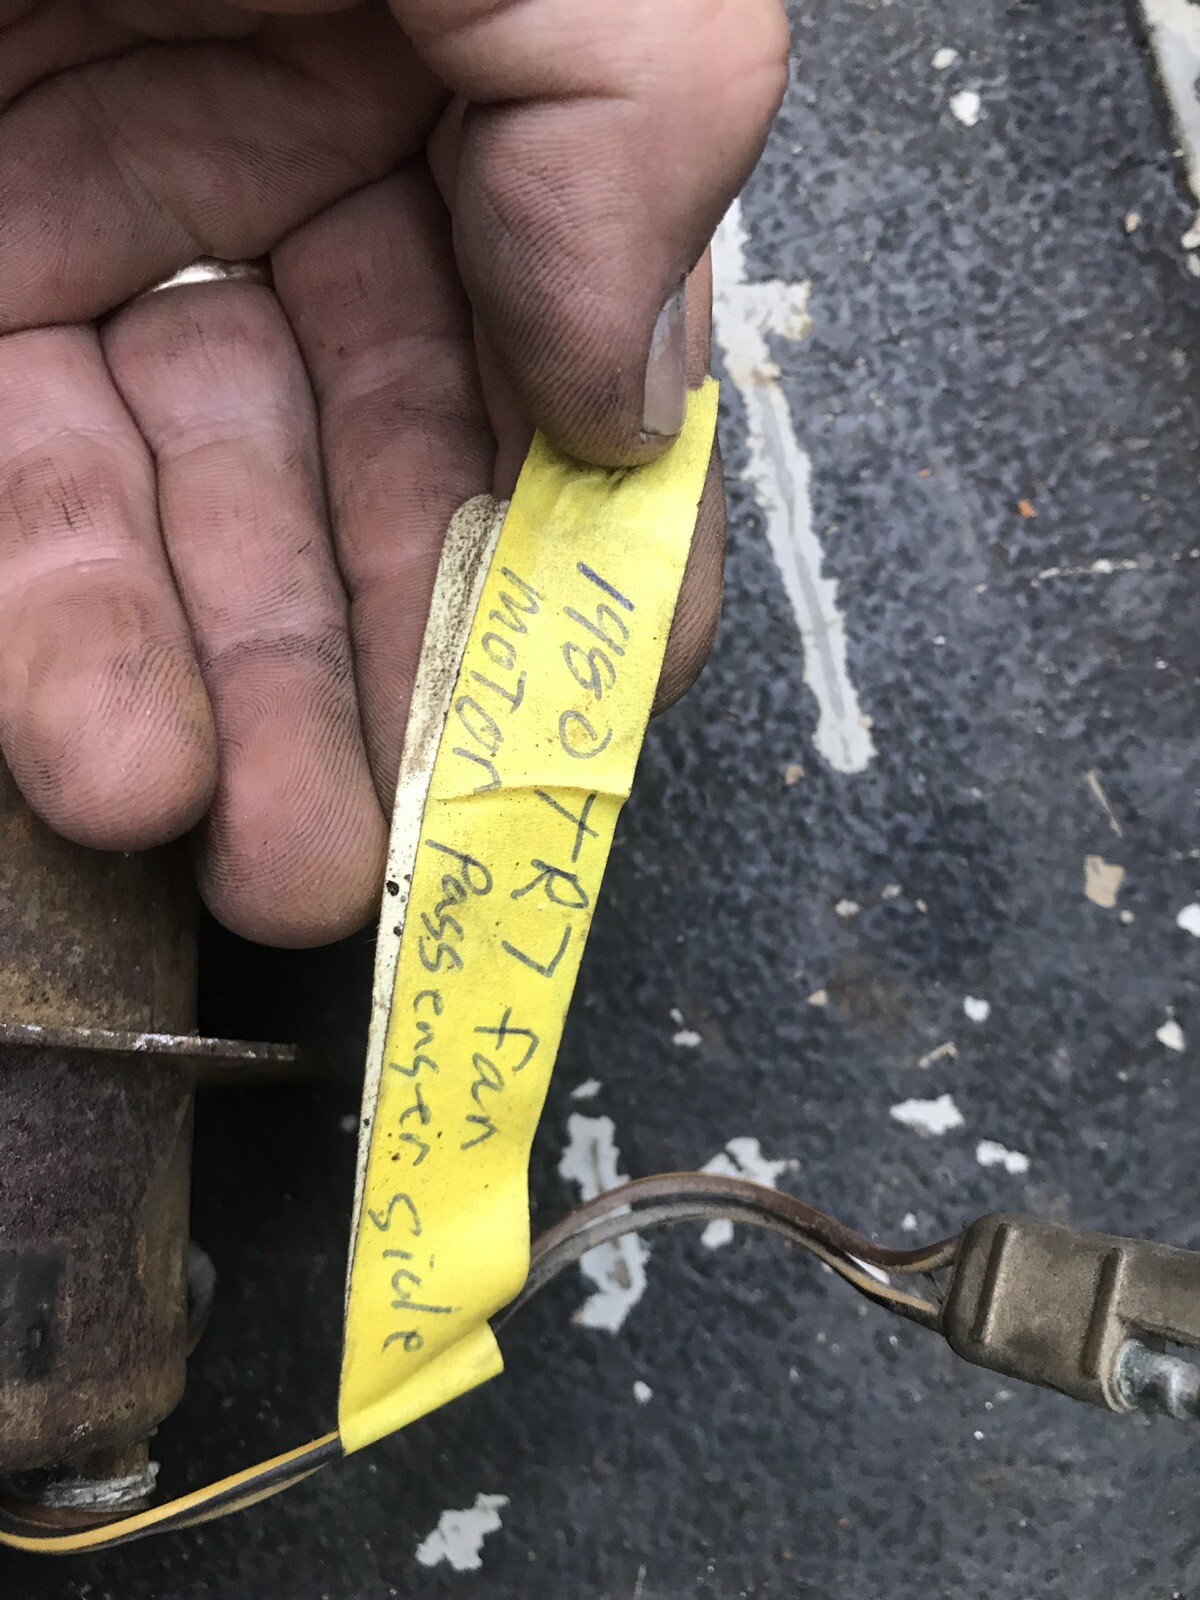 1980 TR7 fan
MOTOR Passenger side